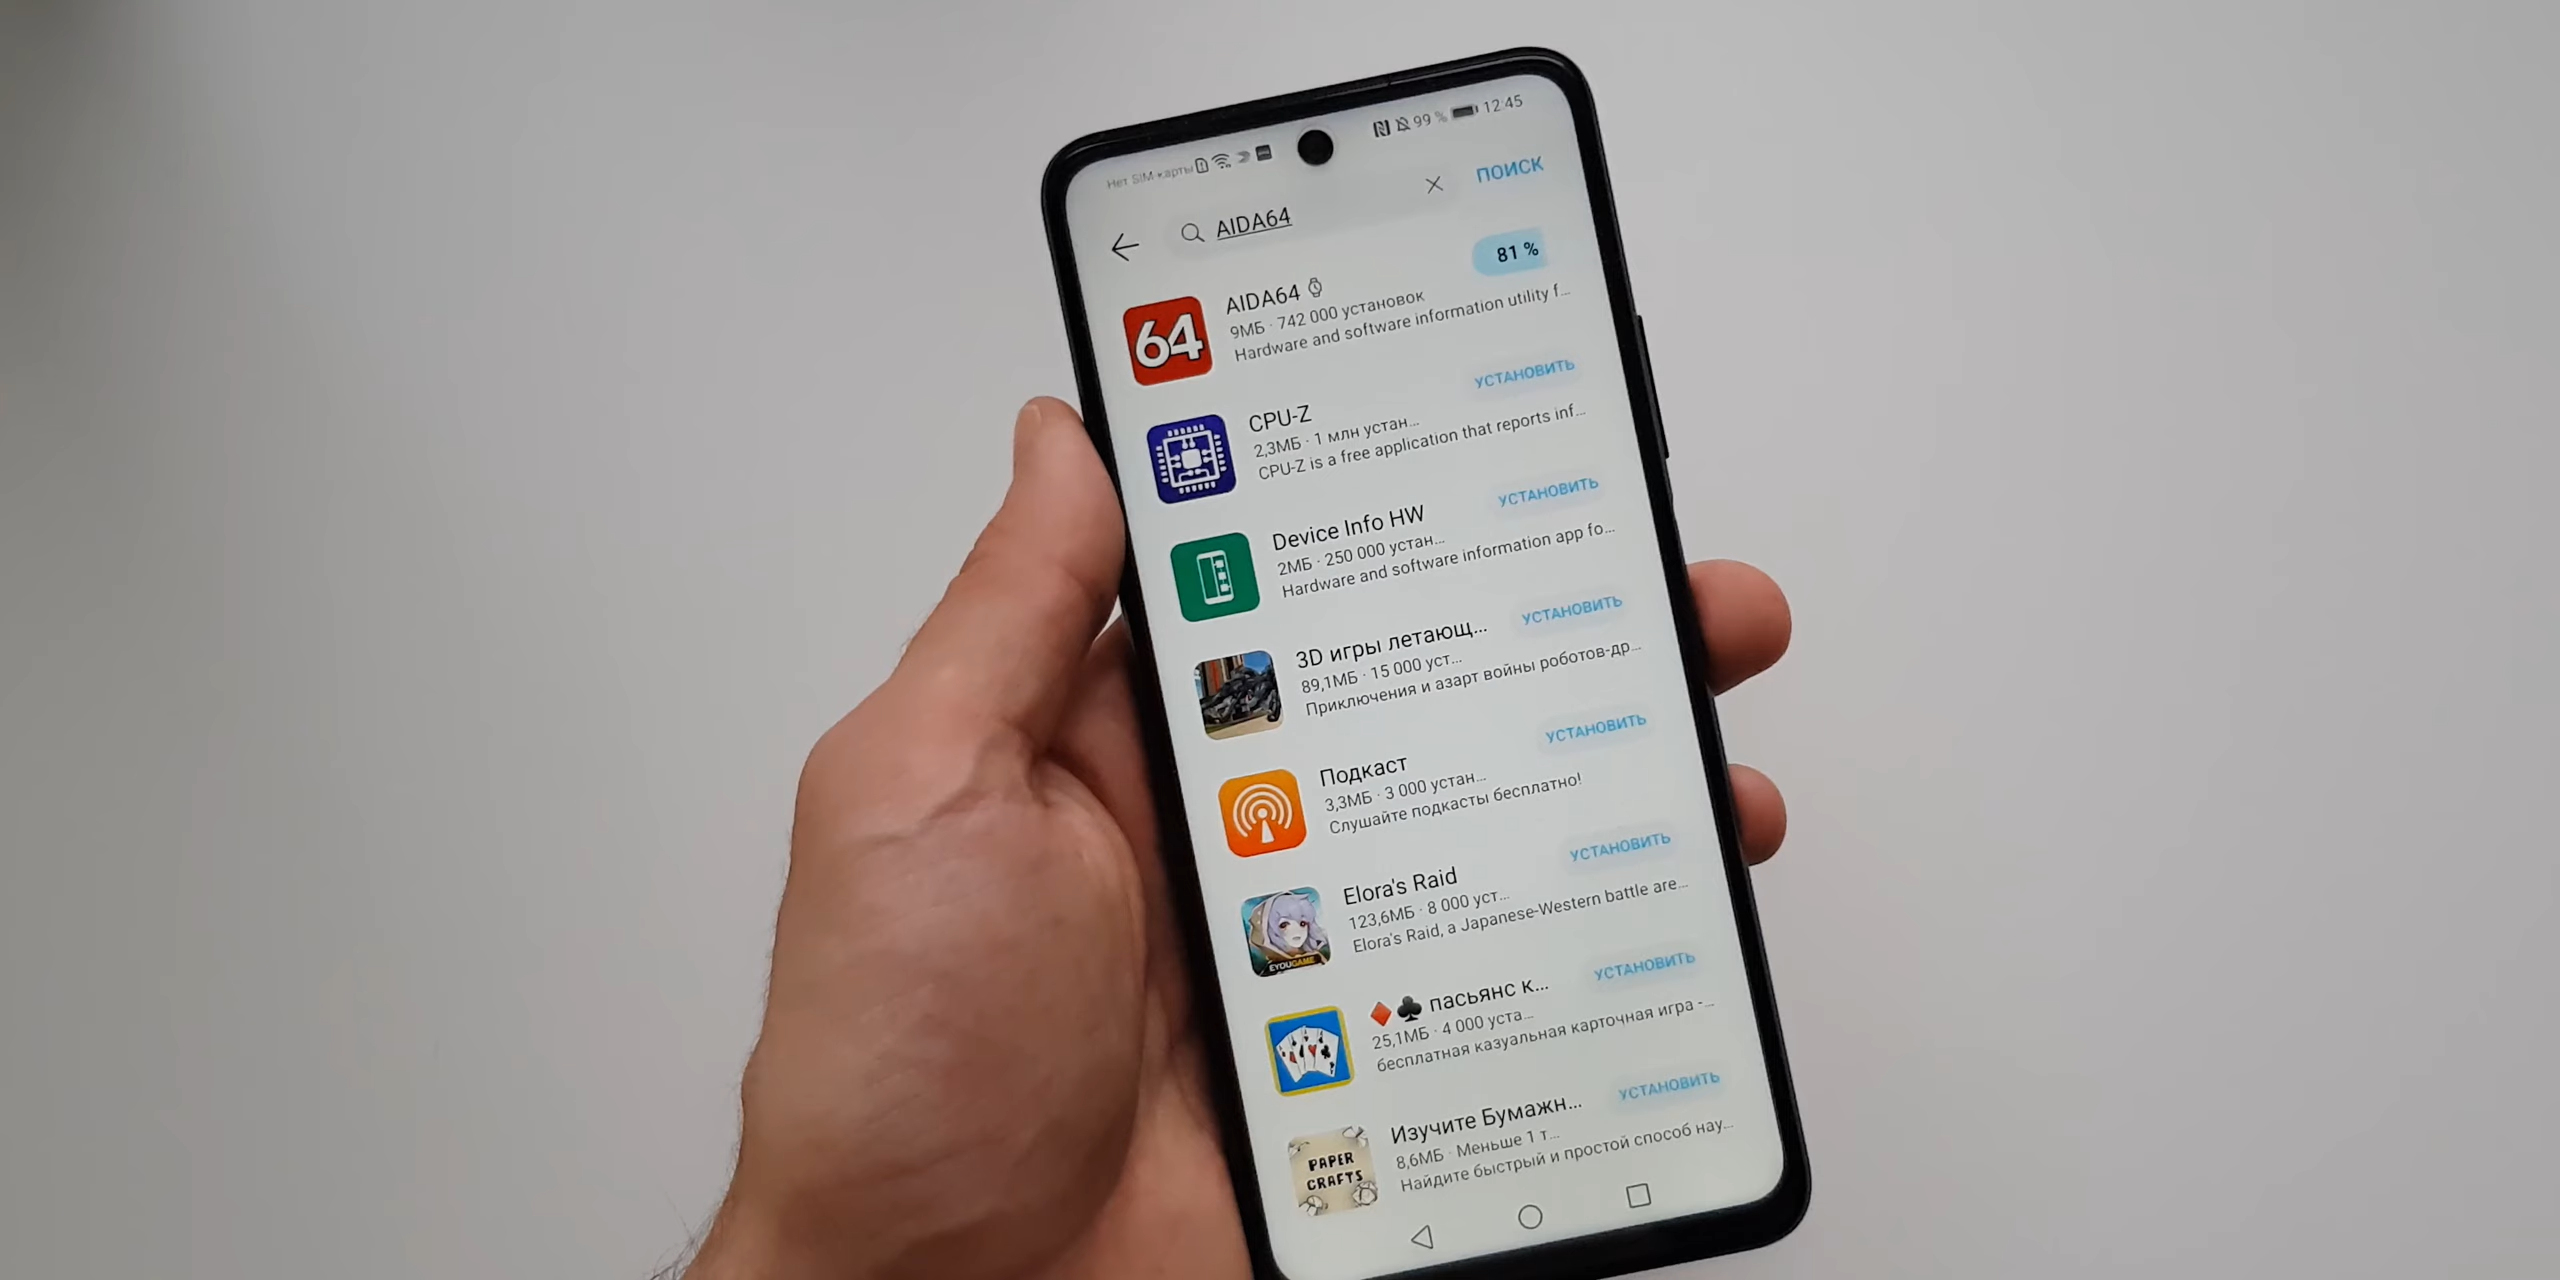 Нет SIM-карты
99 % 12:45
AIDA64
ПОИСК
64
AIDA64
81 %
9МБ · 742 000 установок
Hardware and software information utility f...
CPU-Z
УСТАНОВИТЬ
2,3МБ · 1 млн устан...
CPU-Z is a free application that reports inf...
Device Info HW
УСТАНОВИТЬ
2МБ · 250 000 устан...
Hardware and software information app fo...
3D игры летающ...
УСТАНОВИТЬ
89,1МБ · 15 000 уст...
Приключения и азарт войны роботов-др...
Подкаст
УСТАНОВИТЬ
3,3МБ · 3 000 устан...
Слушайте подкасты бесплатно!
Elora's Raid
УСТАНОВИТЬ
123,6МБ · 8 000 уст...
Elora's Raid, a Japanese-Western battle are...
EYOUGAME
♦♣ пасьянс к...
УСТАНОВИТЬ
25,1МБ · 4 000 уста...
бесплатная казуальная карточная игра -...
Изучите Бумажн...
УСТАНОВИТЬ
8,6МБ · Меньше 1 т...
Найдите быстрый и простой способ нау...
PAPER
CRAFTS